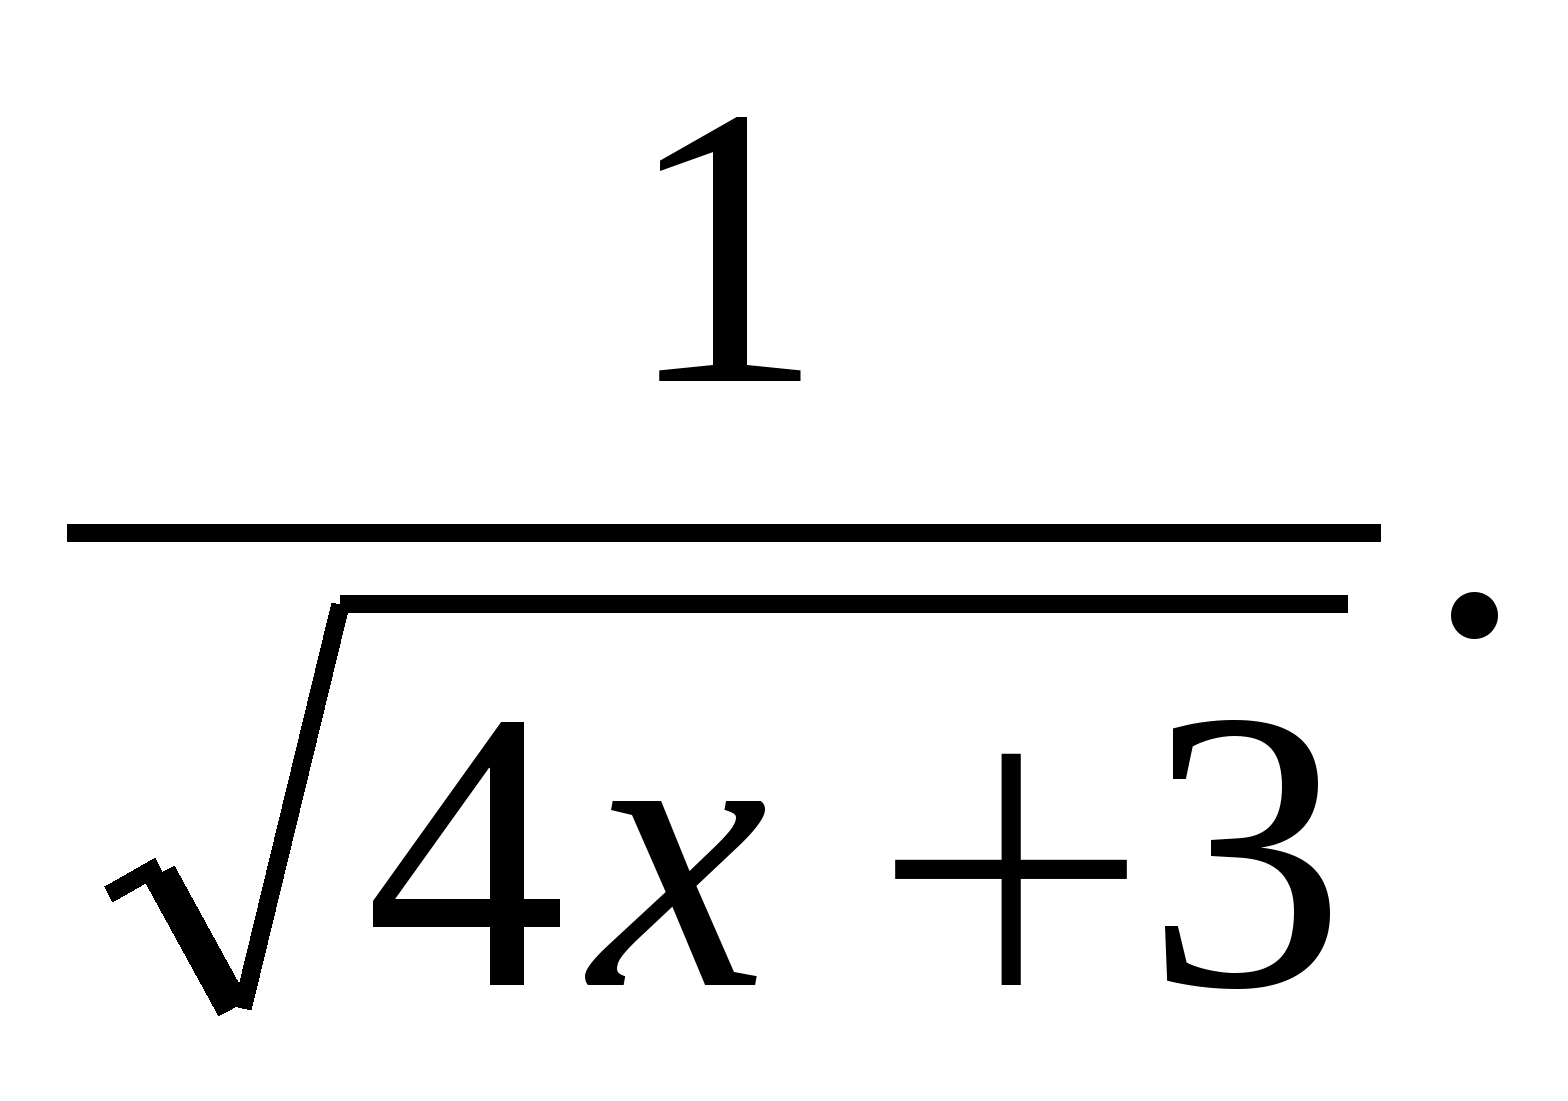 1
√4x + 3.